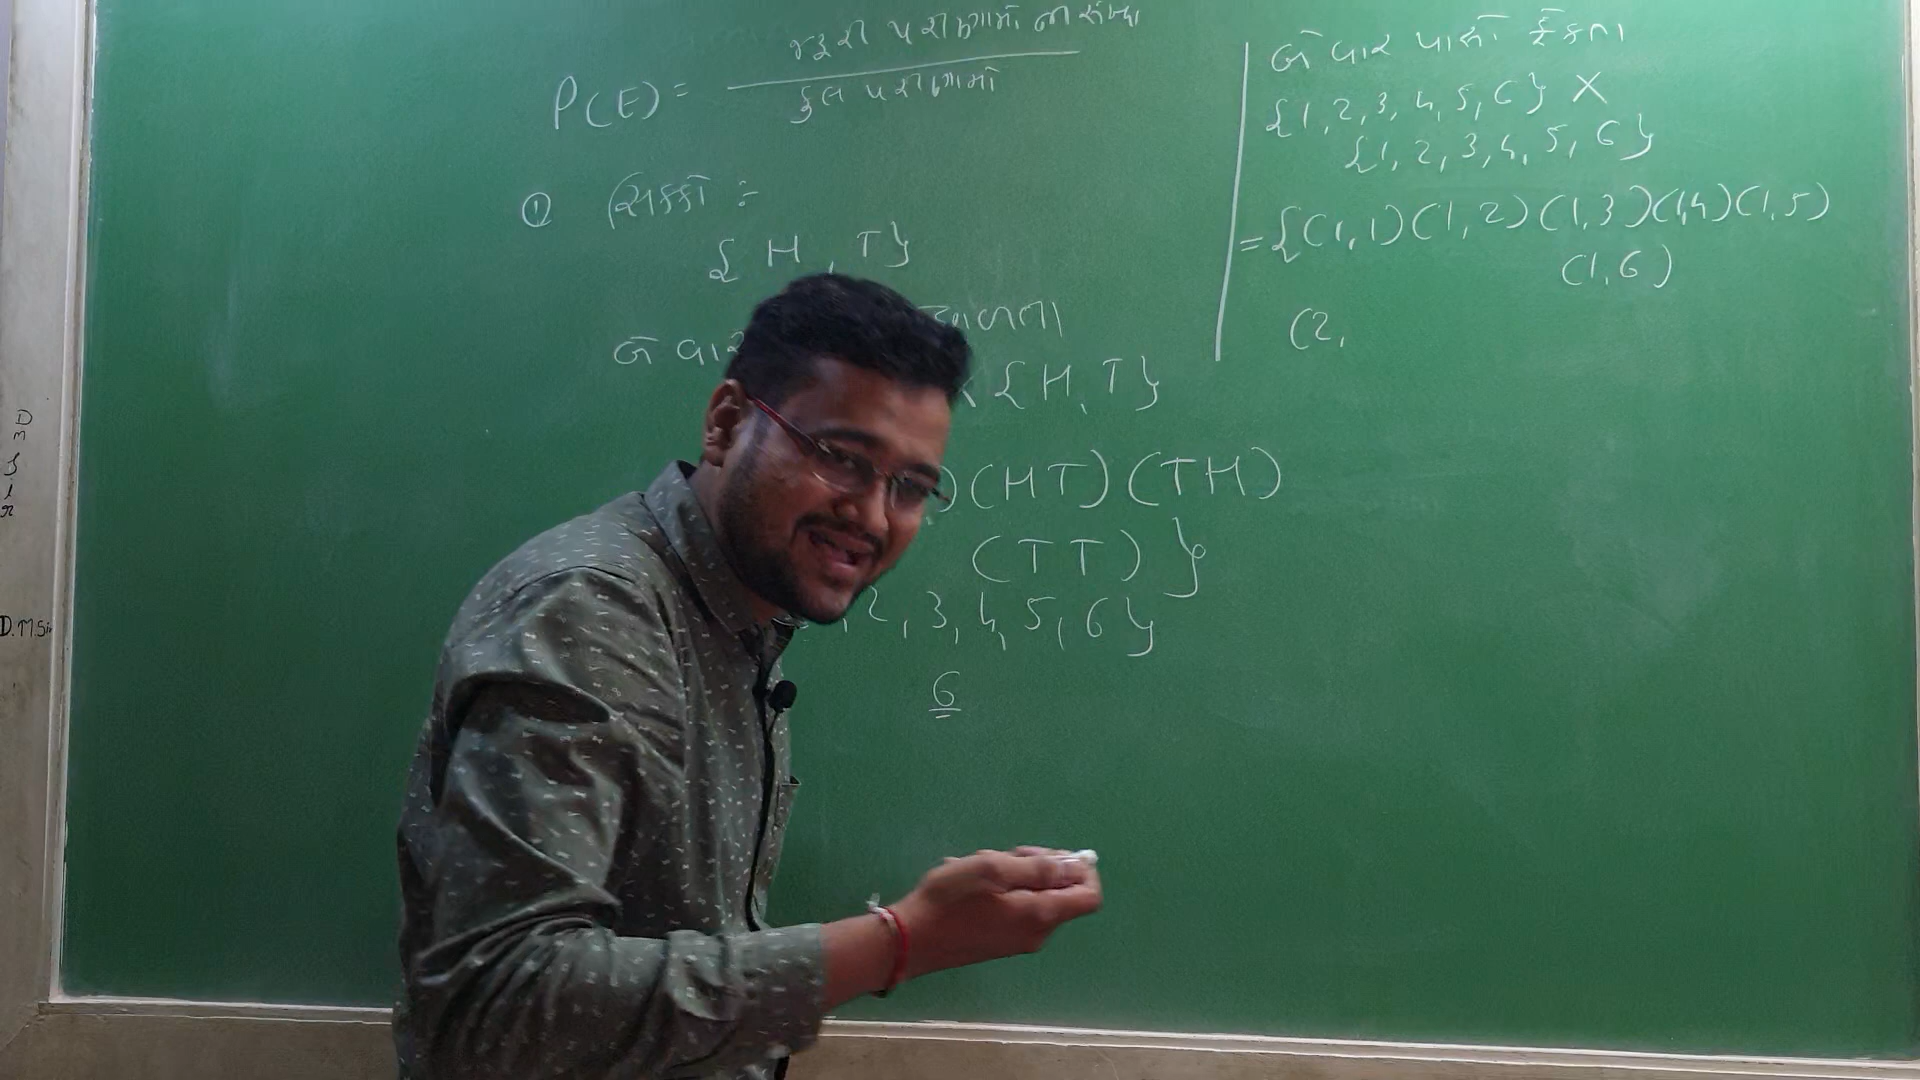 P(E) = જરૂરી પરીણામોની સંખ્યા
કુલ પરીણામો
① સિક્કો :-
{ H , T }
બે વાર
{ H, T }
) (HT) (TH)
(TT) }
, 2 , 3 , 4, 5, 6 }
6
બે વાર પાસો ફેંકતા
{1, 2, 3, 4, 5, 6} X
{1, 2, 3, 4, 5, 6}
= {(1,1) (1,2) (1,3) (1,4) (1,5)
(1,6)
(2,
D.M.Sir